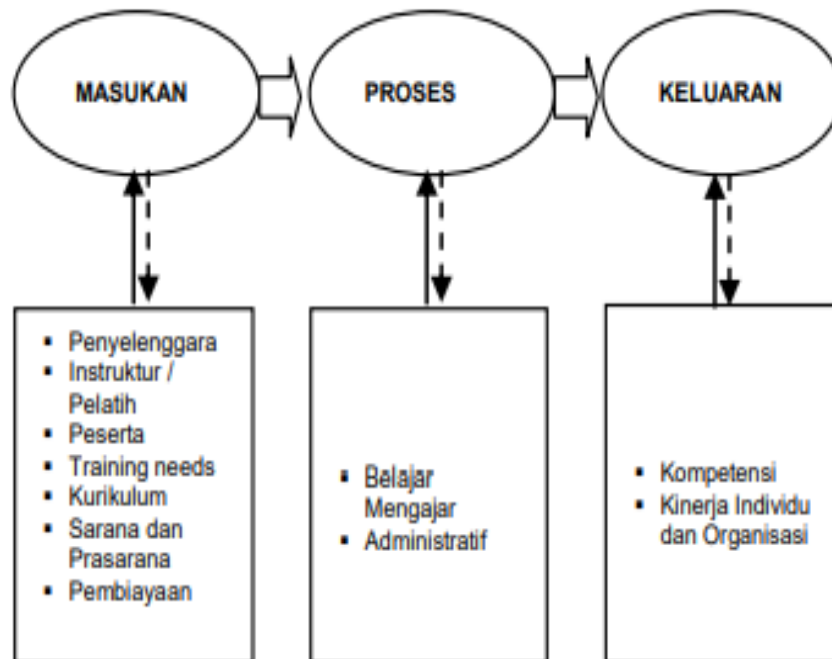 MASUKAN
PROSES
KELUARAN
▪ Penyelenggara
▪ Instruktur /
Pelatih
▪ Peserta
▪ Training needs
▪ Kurikulum
▪ Sarana dan
Prasarana
▪ Pembiayaan
▪ Belajar
Mengajar
▪ Administratif
▪ Kompetensi
▪ Kinerja Individu
dan Organisasi